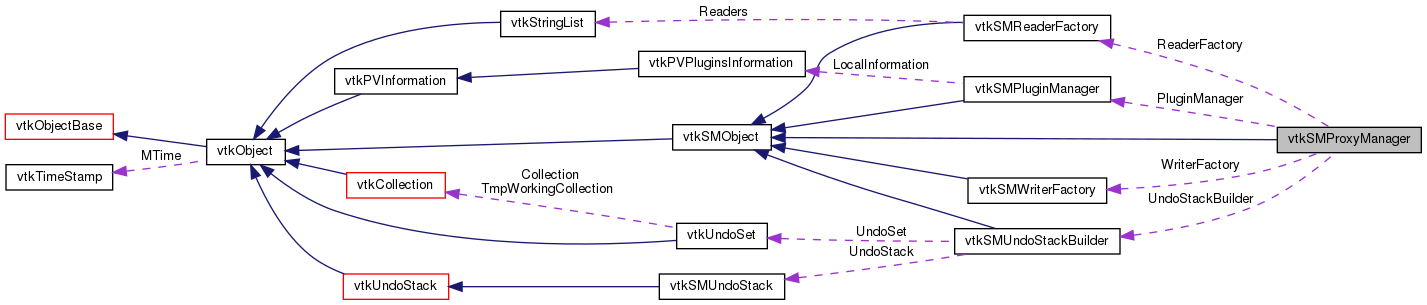 vtkStringList
Readers
vtkSMReaderFactory
ReaderFactory
vtkPVPluginsInformation
LocalInformation
vtkPVInformation
vtkSMPluginManager
PluginManager
vtkObjectBase
vtkSMObject
vtkSMProxyManager
vtkObject
MTime
vtkTimeStamp
WriterFactory
Collection
TmpWorkingCollection
vtkCollection
vtkSMWriterFactory
UndoStackBuilder
vtkUndoSet
UndoSet
vtkSMUndoStackBuilder
UndoStack
vtkUndoStack
vtkSMUndoStack